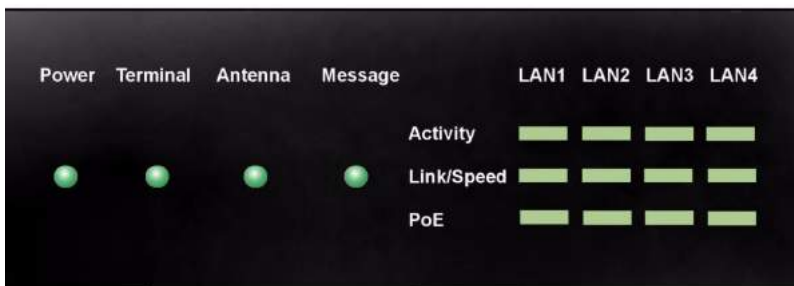 Power Terminal Antenna Message LAN1 LAN2 LAN3 LAN4
Activity
Link/Speed
PoE